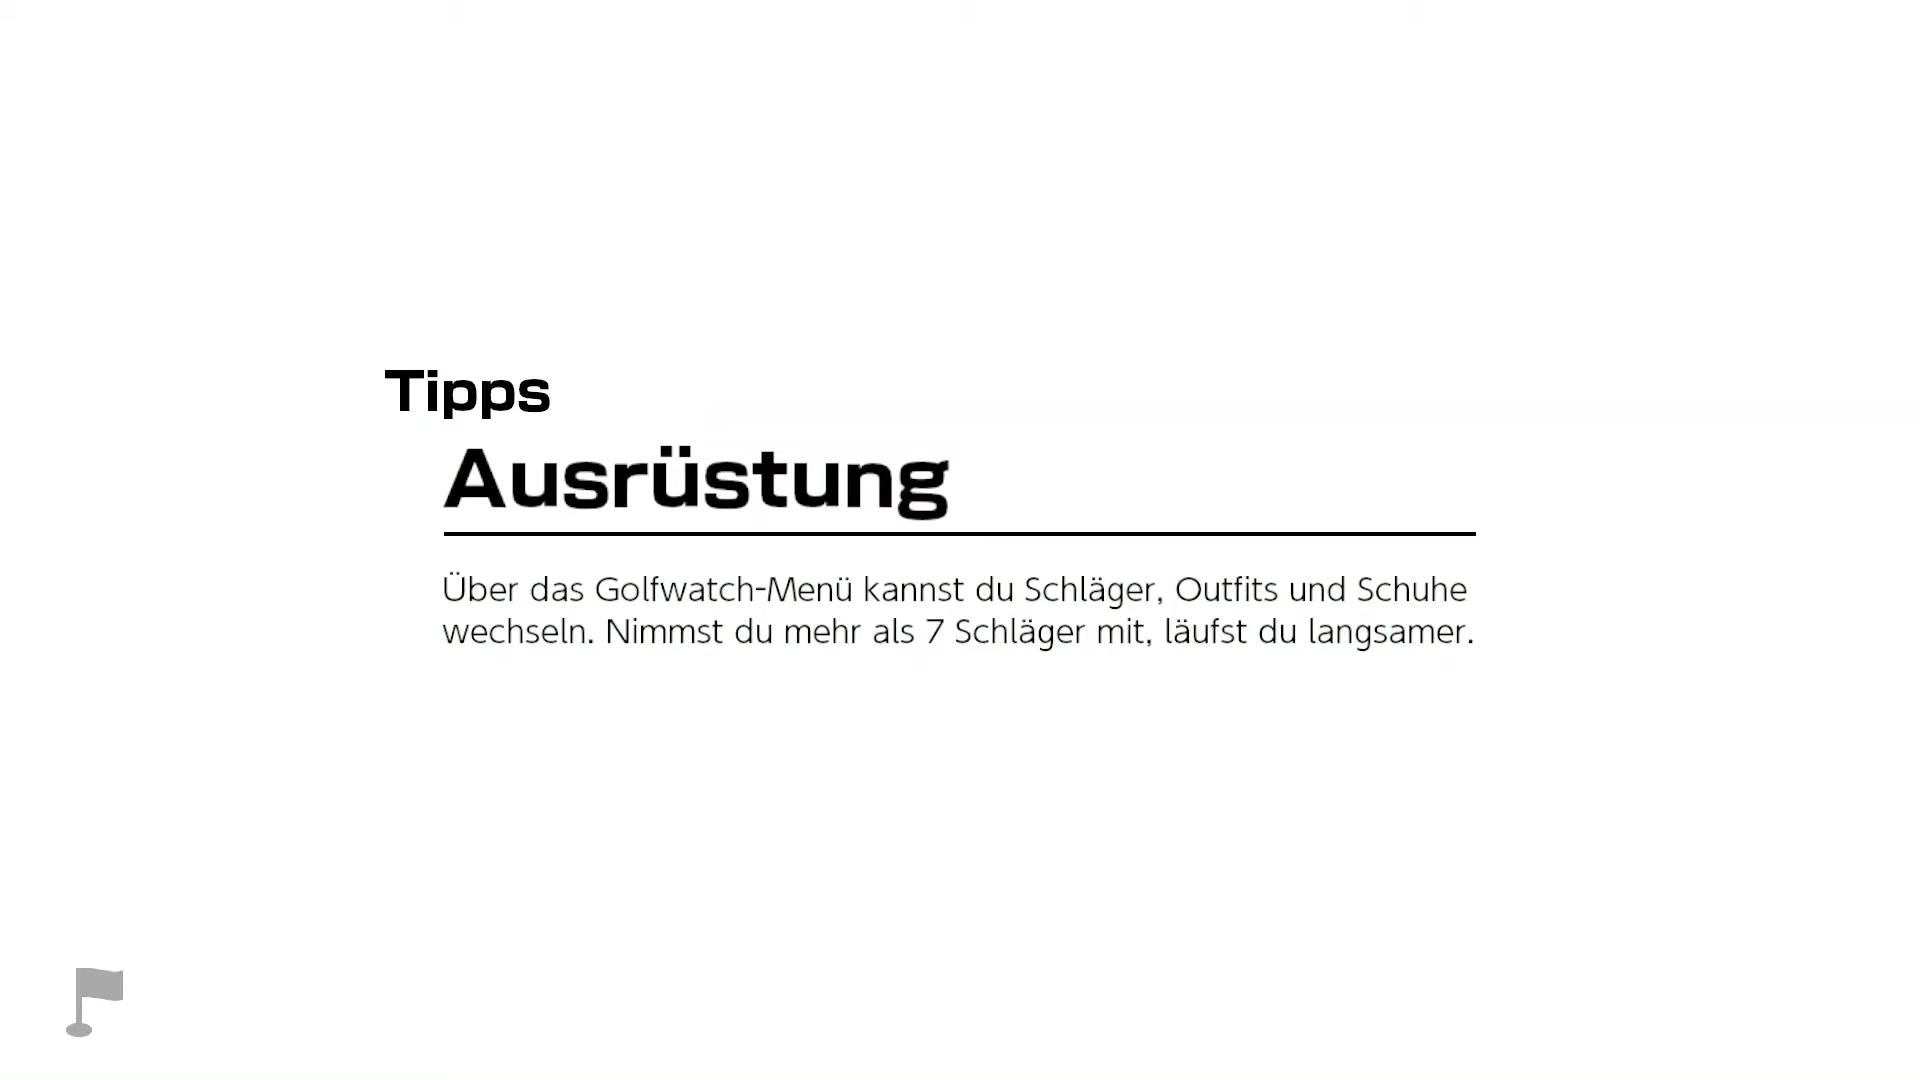 Tipps
Ausrüstung
Über das Golfwatch-Menü kannst du Schläger, Outfits und Schuhe
wechseln. Nimmst du mehr als 7 Schläger mit, läufst du langsamer.